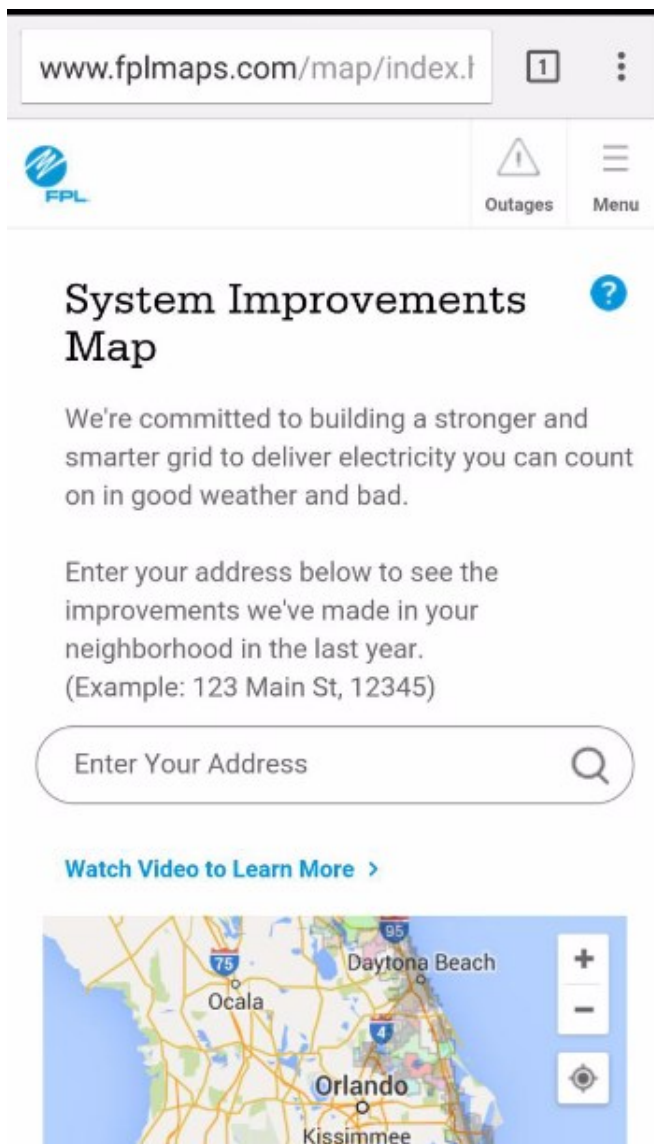 www.fplmaps.com/map/index.h
1
FPL.
Outages
Menu
System Improvements
Map
?
We're committed to building a stronger and
smarter grid to deliver electricity you can count
on in good weather and bad.
Enter your address below to see the
improvements we've made in your
neighborhood in the last year.
(Example: 123 Main St, 12345)
Enter Your Address
Watch Video to Learn More >
95
75
Daytona Beach
Ocala
4
Orlando
Kissimmee
+
−